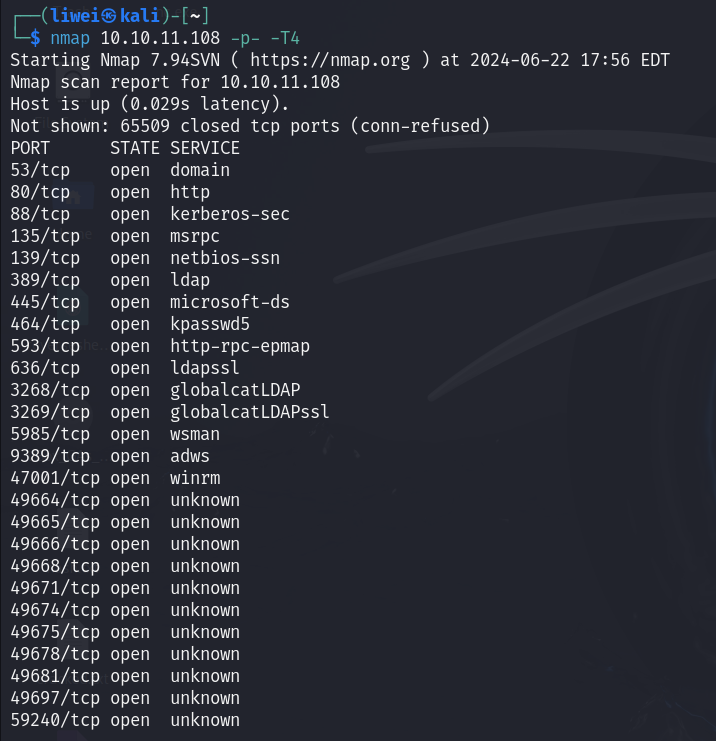 ┌──(liwei㉿kali)-[~]
└─$ nmap 10.10.11.108 -p- -T4
Starting Nmap 7.94SVN ( https://nmap.org ) at 2024-06-22 17:56 EDT
Nmap scan report for 10.10.11.108
Host is up (0.029s latency).
Not shown: 65509 closed tcp ports (conn-refused)
PORT      STATE SERVICE
53/tcp    open  domain
80/tcp    open  http
88/tcp    open  kerberos-sec
135/tcp   open  msrpc
139/tcp   open  netbios-ssn
389/tcp   open  ldap
445/tcp   open  microsoft-ds
464/tcp   open  kpasswd5
593/tcp   open  http-rpc-epmap
636/tcp   open  ldapssl
3268/tcp  open  globalcatLDAP
3269/tcp  open  globalcatLDAPssl
5985/tcp  open  wsman
9389/tcp  open  adws
47001/tcp open  winrm
49664/tcp open  unknown
49665/tcp open  unknown
49666/tcp open  unknown
49668/tcp open  unknown
49671/tcp open  unknown
49674/tcp open  unknown
49675/tcp open  unknown
49678/tcp open  unknown
49681/tcp open  unknown
49697/tcp open  unknown
59240/tcp open  unknown